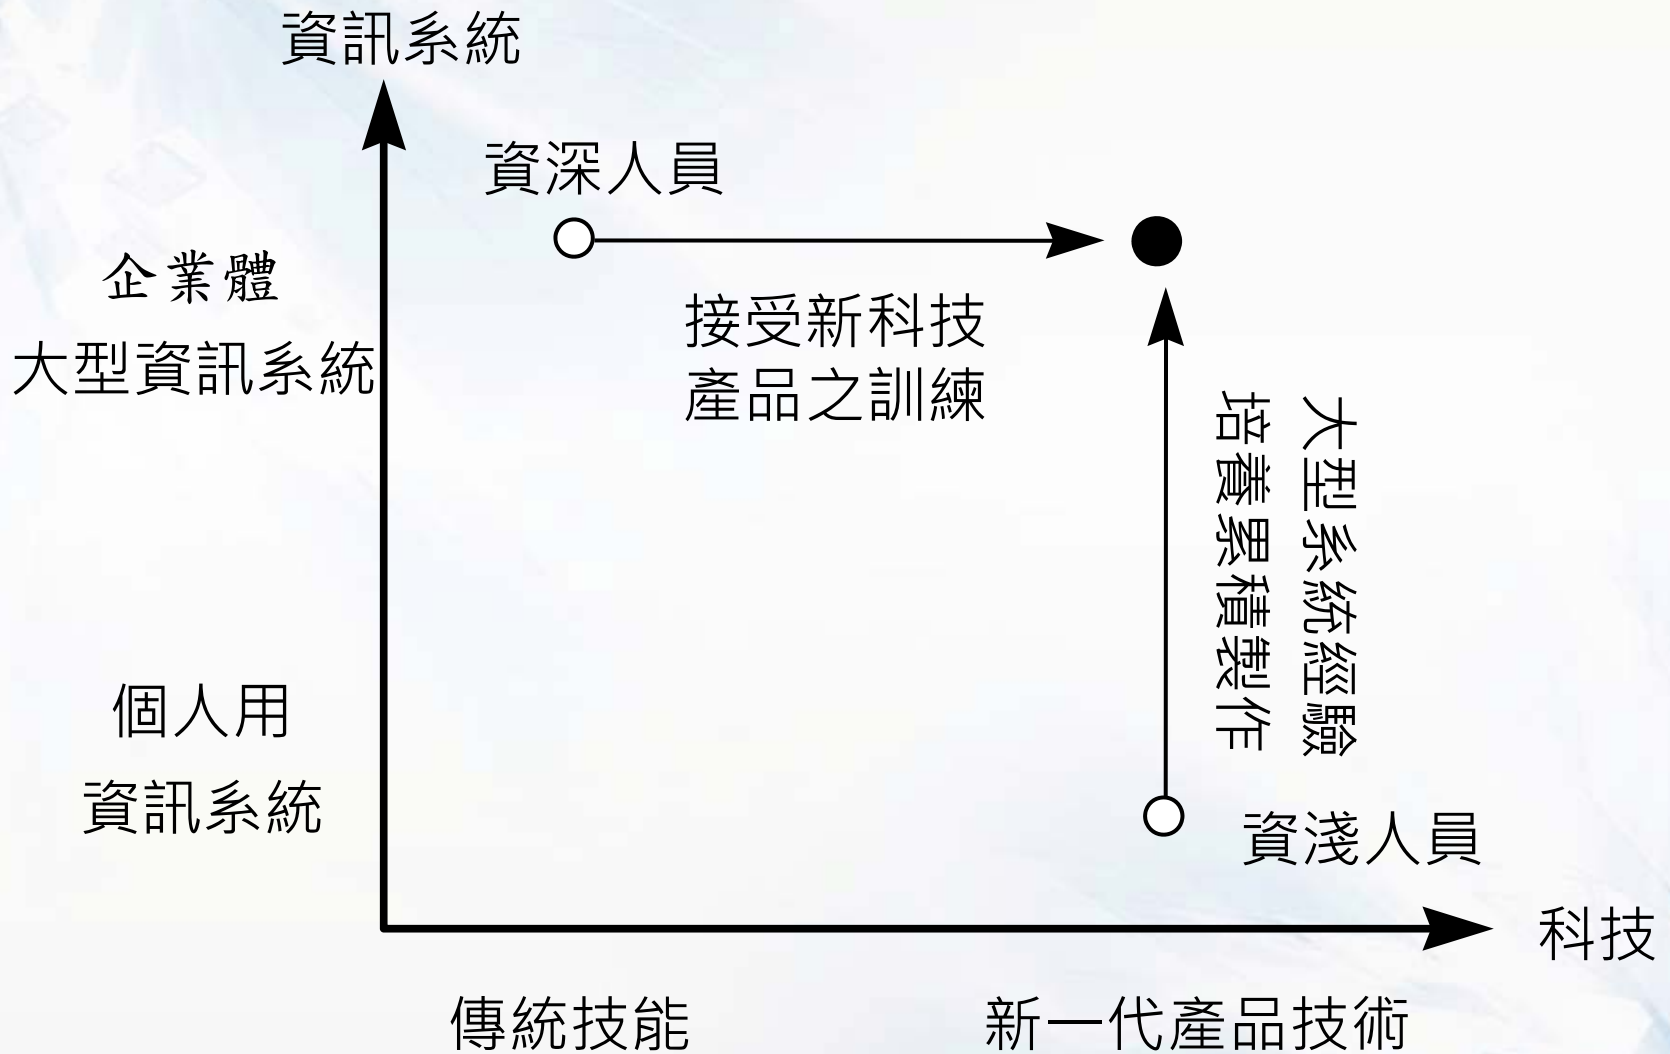 資訊系統
資深人員
企業體
大型資訊系統
接受新科技
產品之訓練
大型系統經驗
培養累積製作
個人用
資訊系統
資淺人員
科技
傳統技能
新一代產品技術